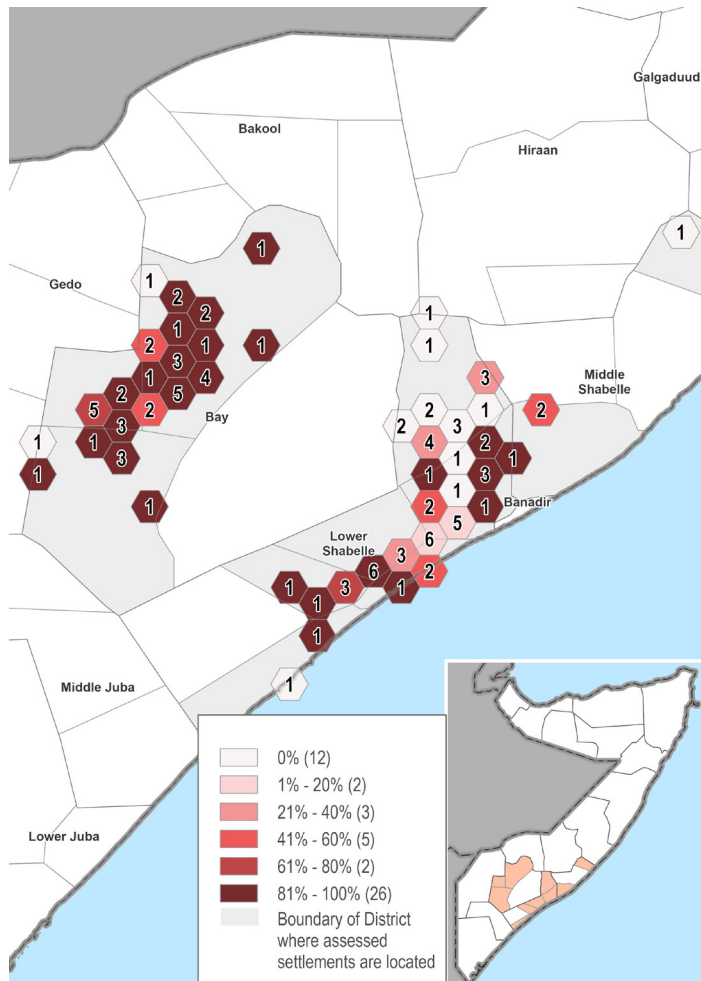 Galgaduud
Bakool
Hiraan
1
1
Gedo
1
2
2
1
1
1
2
1
1
3
3
Middle
Shabelle
1
4
2
5
2
1
2
5
2
Bay
3
2
3
1
4
2
1
3
1
1
1
1
3
1
1
1
2
1
Banadir
5
Lower
Shabelle
6
3
6
2
1
3
1
1
1
Middle Juba
1
Lower Juba
0% (12)
1% - 20% (2)
21% - 40% (3)
41% - 60% (5)
61% - 80% (2)
81% - 100% (26)
Boundary of District
where assessed
settlements are located